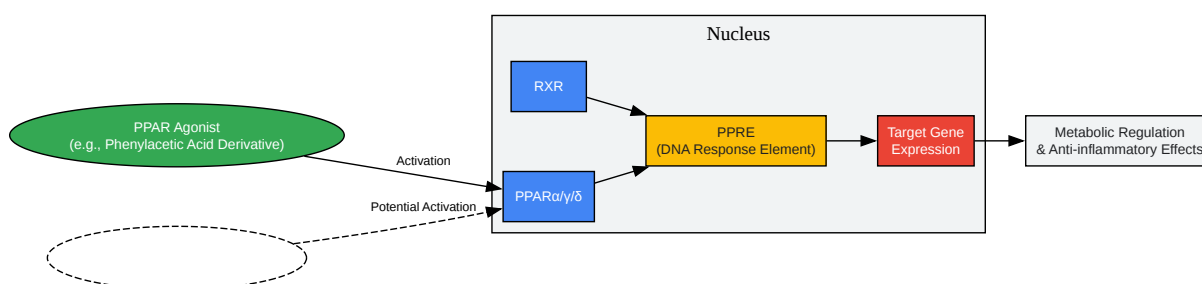 Nucleus
RXR
PPAR Agonist
(e.g., Phenylacetic Acid Derivative)
Activation
PPRE
(DNA Response Element)
Target Gene
Expression
Metabolic Regulation
& Anti-inflammatory Effects
PPARα/γ/δ
Potential Activation